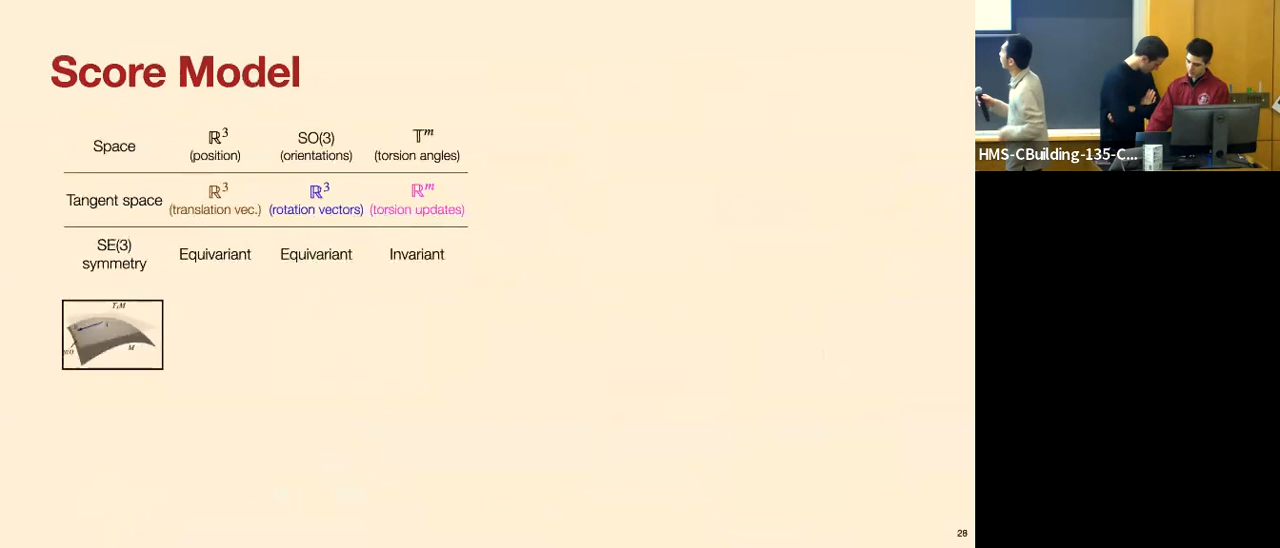 Score Model
Space
ℝ³
(position)
SO(3)
(orientations)
𝕋ᵐ
(torsion angles)
Tangent space
ℝ³
(translation vec.)
ℝ³
(rotation vectors)
ℝᵐ
(torsion updates)
SE(3)
symmetry
Equivariant
Equivariant
Invariant
M
28
HMS-CBuilding-135-C...